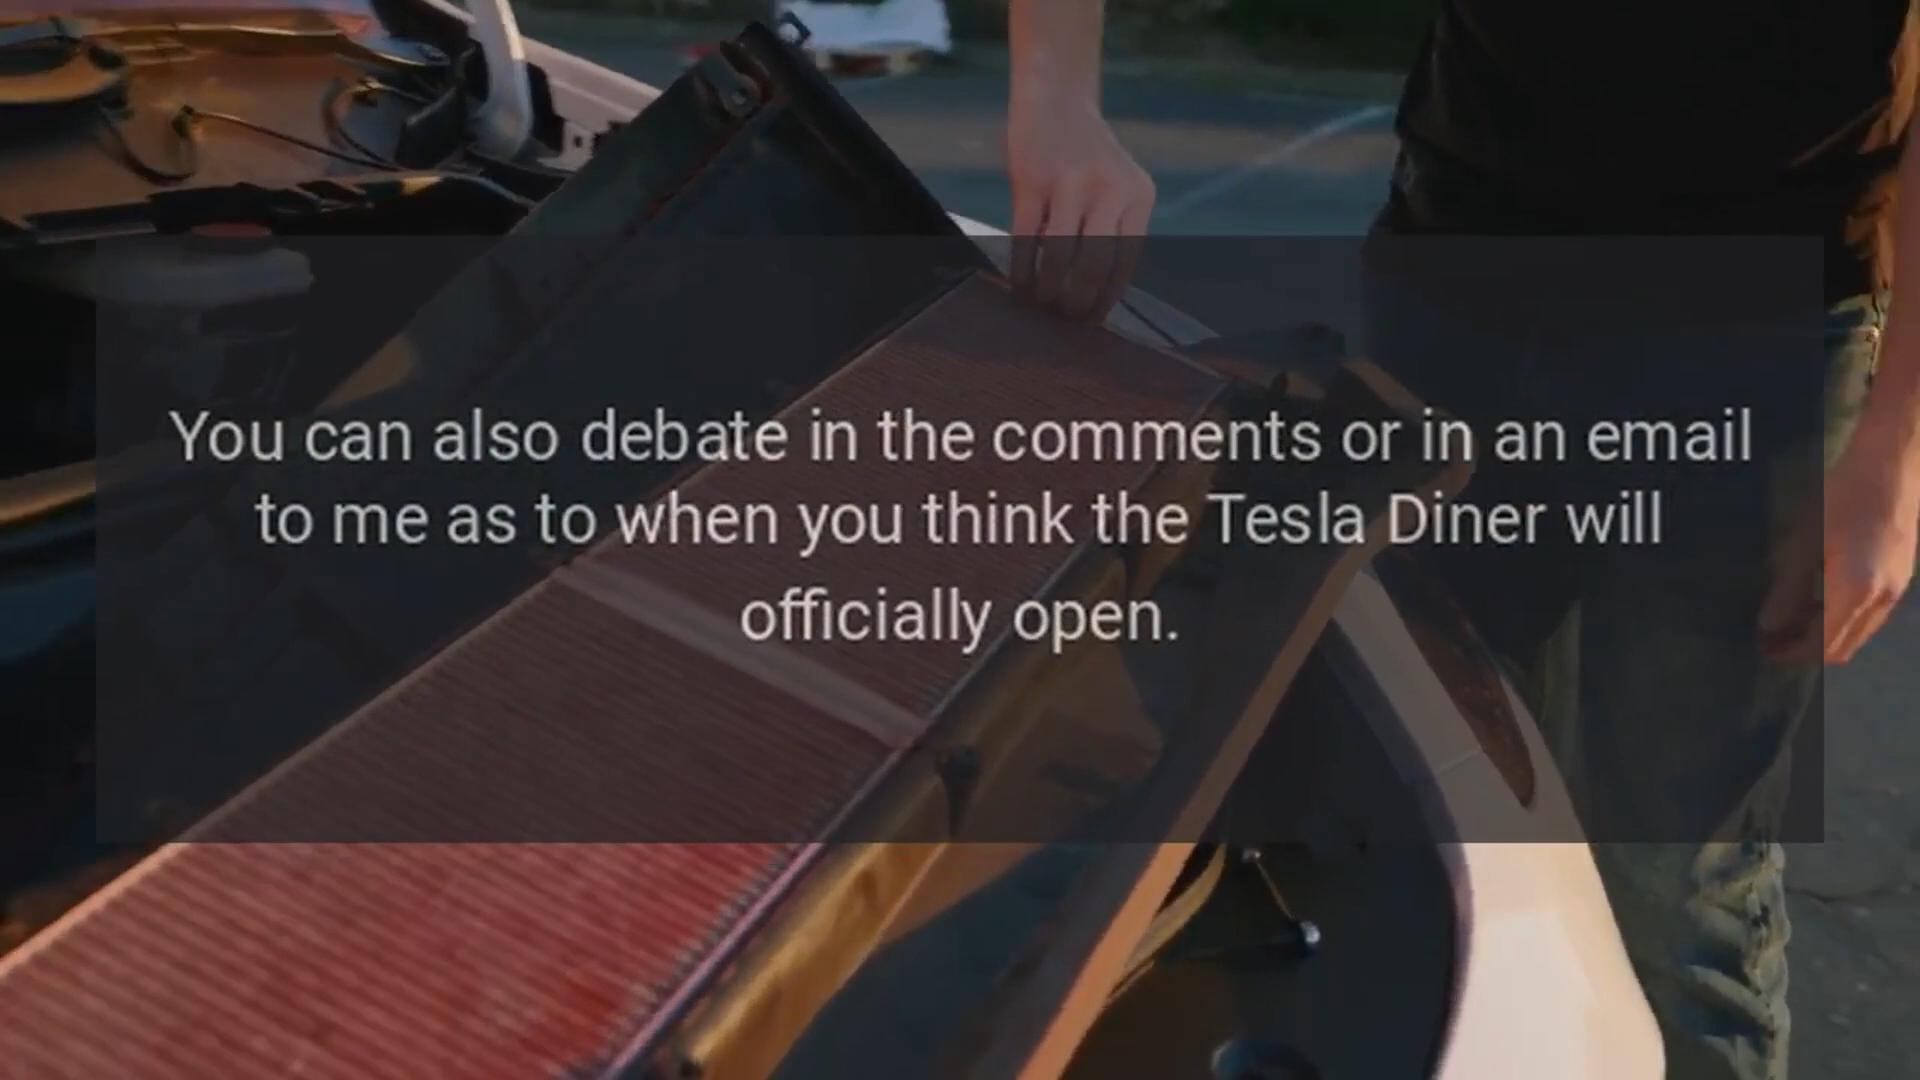 You can also debate in the comments or in an email
to me as to when you think the Tesla Diner will
officially open.